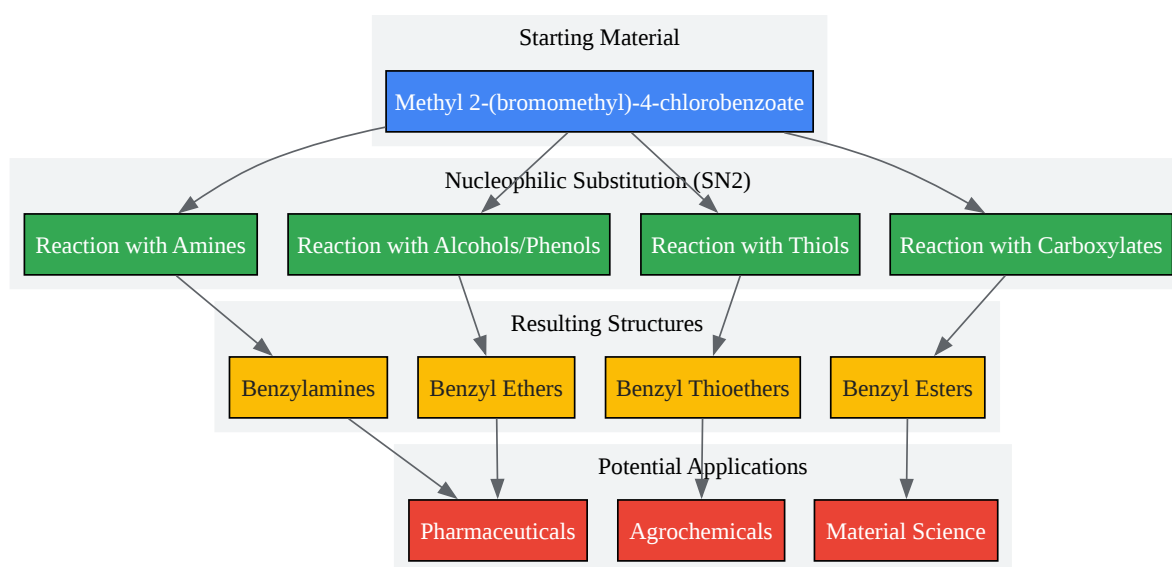 Starting Material
Methyl 2-(bromomethyl)-4-chlorobenzoate
Nucleophilic Substitution (SN2)
Reaction with Amines
Reaction with Alcohols/Phenols
Reaction with Thiols
Reaction with Carboxylates
Resulting Structures
Benzylamines
Benzyl Ethers
Benzyl Thioethers
Benzyl Esters
Potential Applications
Pharmaceuticals
Agrochemicals
Material Science